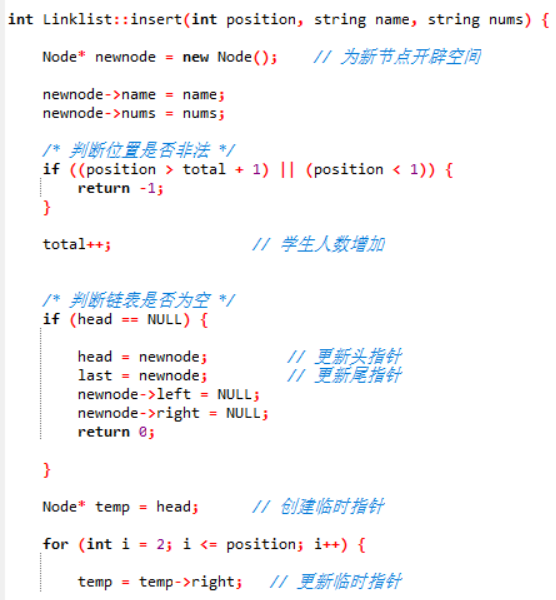 int Linklist::insert(int position, string name, string nums) {
Node* newnode = new Node(); // 为新节点开辟空间
newnode->name = name;
newnode->nums = nums;
/* 判断位置是否非法 */
if ((position > total + 1) || (position < 1)) {
return -1;
}
total++; // 学生人数增加
/* 判断链表是否为空 */
if (head == NULL) {
head = newnode; // 更新头指针
last = newnode; // 更新尾指针
newnode->left = NULL;
newnode->right = NULL;
return 0;
}
Node* temp = head; // 创建临时指针
for (int i = 2; i <= position; i++) {
temp = temp->right; // 更新临时指针